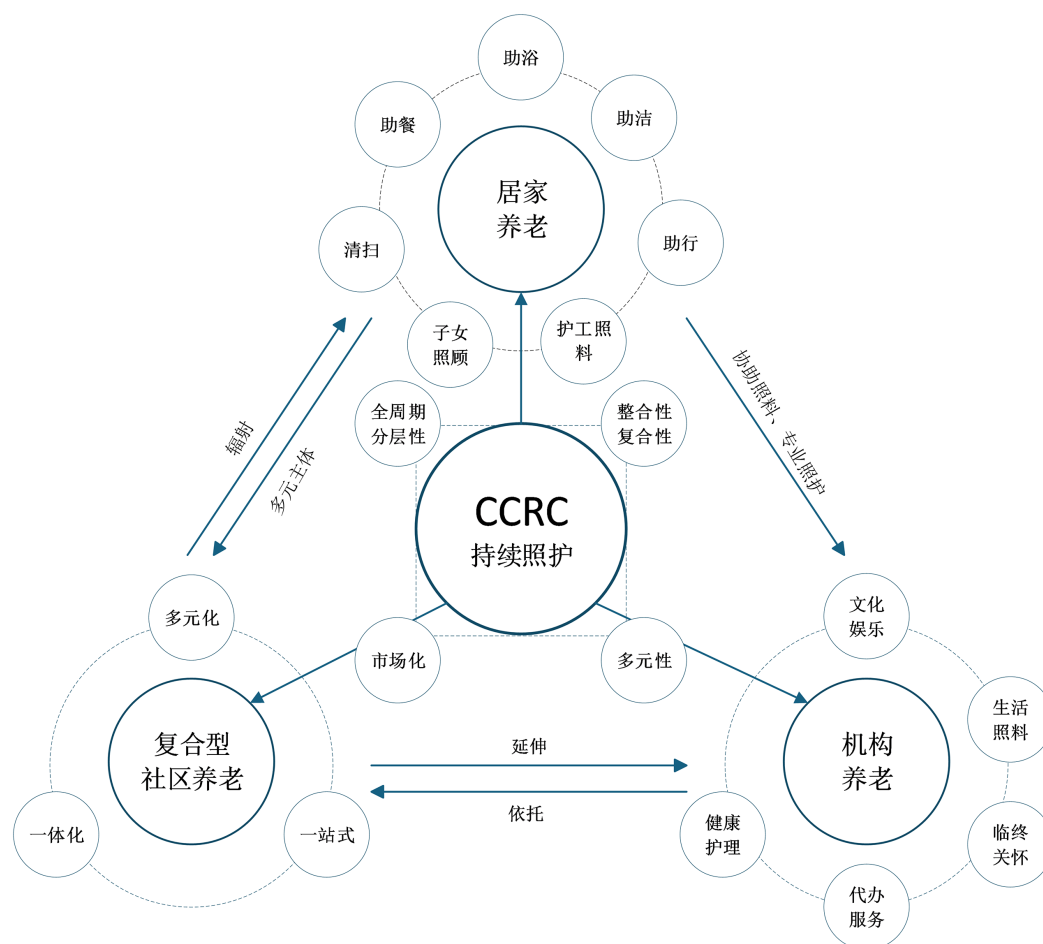 助浴
助餐
助洁
居家
养老
清扫
助行
子女
照顾
护工照
料
全周期
分层性
整合性
复合性
辐射
多元主体
协助照料、专业照护
CCRC
持续照护
多元化
市场化
多元性
文化
娱乐
复合型
社区养老
一体化
一站式
延伸
依托
机构
养老
生活
照料
健康
护理
临终
关怀
代办
服务